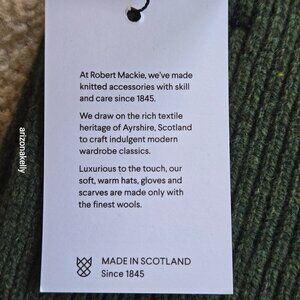 At Robert Mackie, we've made
knitted accessories with skill
and care since 1845.
We draw on the rich textile
heritage of Ayrshire, Scotland
to craft indulgent modern
wardrobe classics.
Luxurious to the touch, our
soft, warm hats, gloves and
scarves are made only with
the finest wools.
MADE IN SCOTLAND
Since 1845
arizonakelly